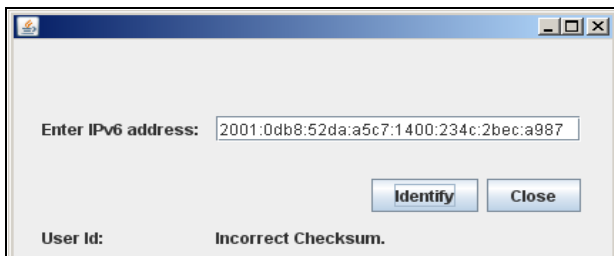 Enter IPv6 address: 2001:0db8:52da:a5c7:1400:234c:2bec:a987
Identify Close
User Id: Incorrect Checksum.